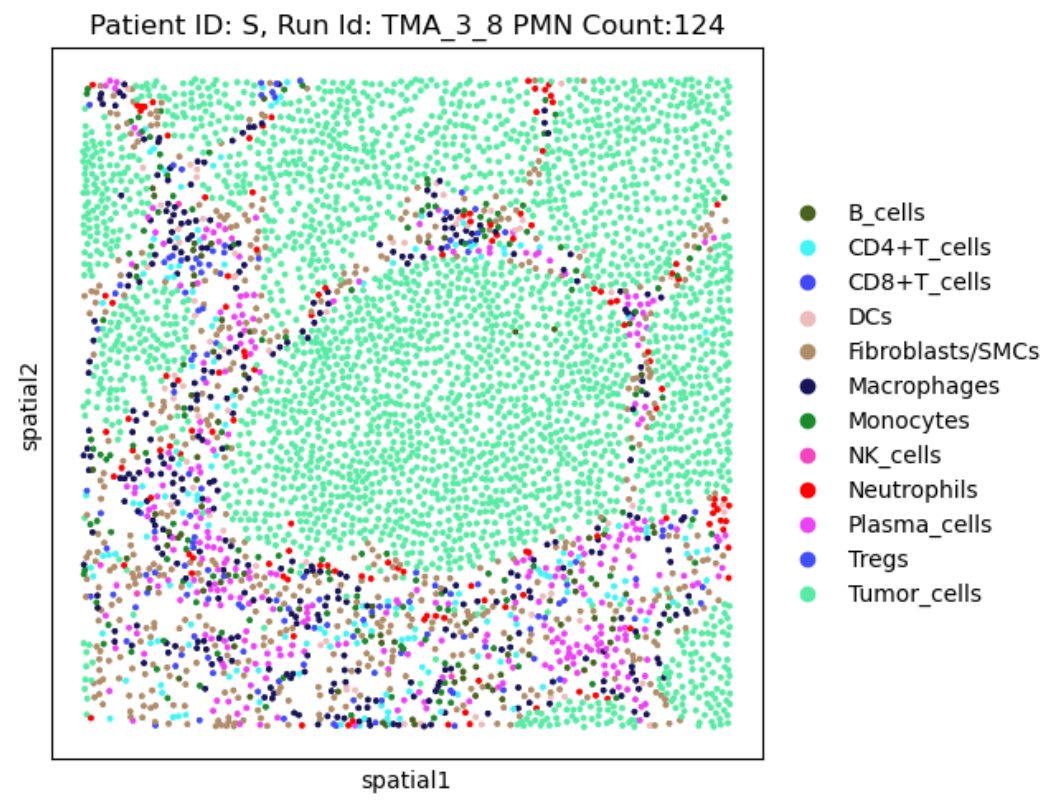 Patient ID: S, Run Id: TMA_3_8 PMN Count:124
spatial2
spatial1
B_cells
CD4+T_cells
CD8+T_cells
DCs
Fibroblasts/SMCs
Macrophages
Monocytes
NK_cells
Neutrophils
Plasma_cells
Tregs
Tumor_cells